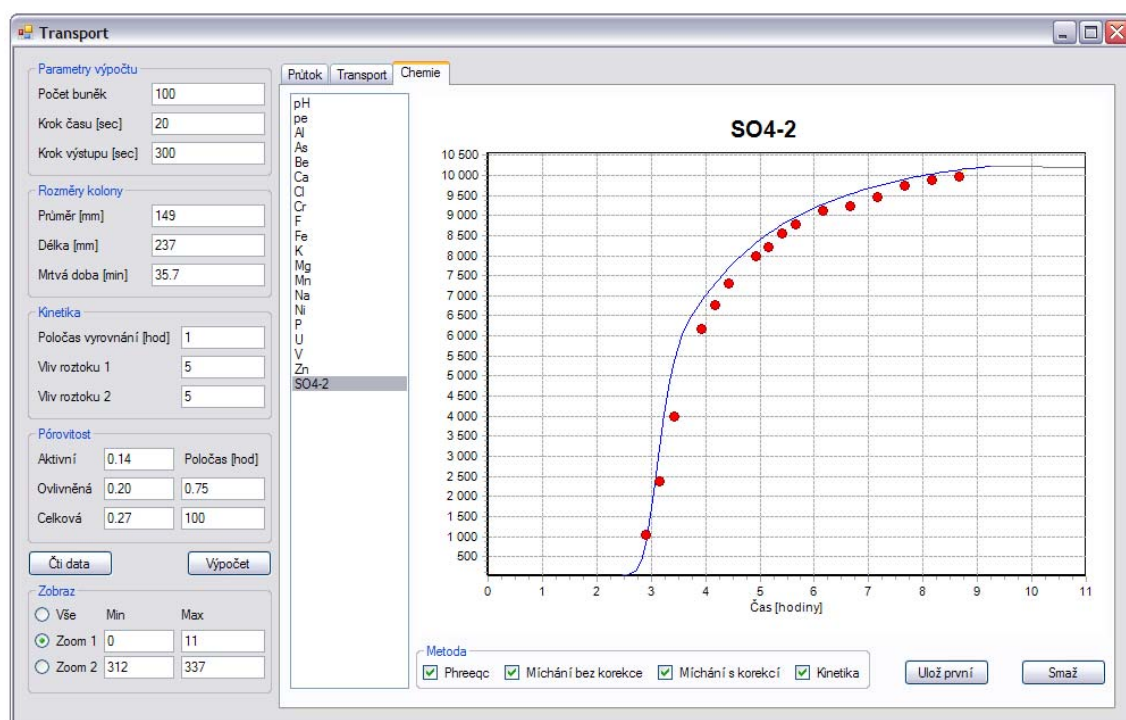 Transport
Parametry výpočtu
Počet buněk 100
Krok času [sec] 20
Krok výstupu [sec] 300
Rozměry kolony
Průměr [mm] 149
Délka [mm] 237
Mrtvá doba [min] 35.7
Kinetika
Poločas vyrovnání [hod] 1
Vliv roztoku 1 5
Vliv roztoku 2 5
Pórovitost
Aktivní 0.14 Poločas [hod]
Ovlivněná 0.20 0.75
Celková 0.27 100
Čti data Výpočet
Zobraz
Vše Min Max
Zoom 1 0 11
Zoom 2 312 337
Průtok Transport Chemie
pH
pe
Al
As
Be
Ca
Cl
Cr
F
Fe
K
Mg
Mn
Na
Ni
P
U
V
Zn
SO4-2
SO4-2
10 500
10 000
9 500
9 000
8 500
8 000
7 500
7 000
6 500
6 000
5 500
5 000
4 500
4 000
3 500
3 000
2 500
2 000
1 500
1 000
500
0 1 2 3 4 5 6 7 8 9 10 11
Čas [hodiny]
Metoda
Phreeqc Míchání bez korekce Míchání s korekcí Kinetika
Ulož první Smaž